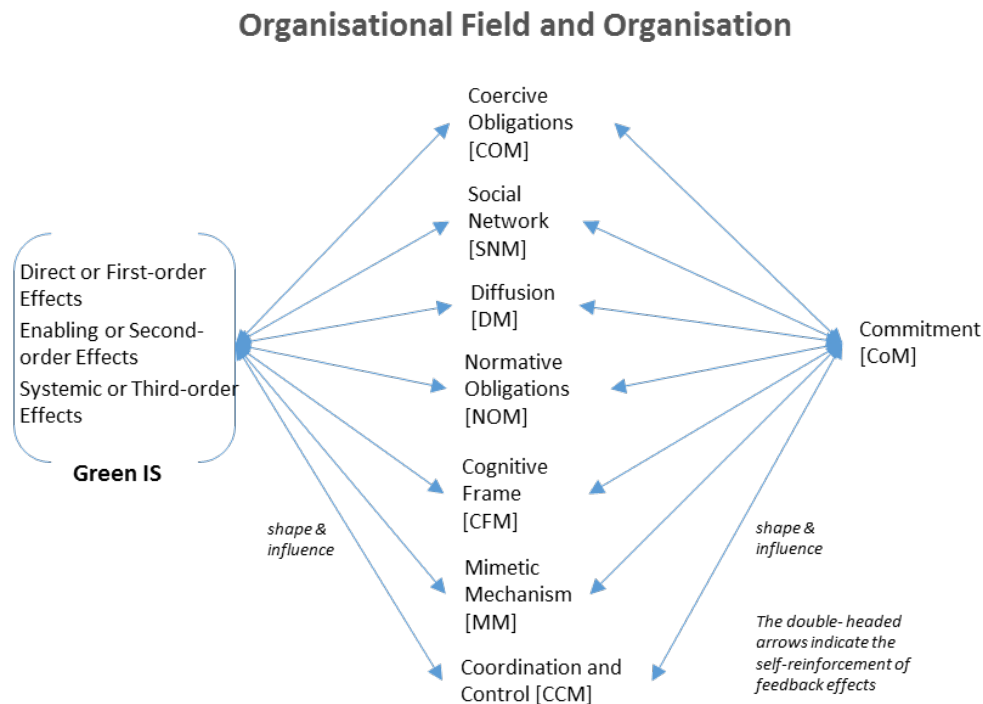 Organisational Field and Organisation
Coercive
Obligations
[COM]
Social
Network
[SNM]
Diffusion
[DM]
Normative
Obligations
[NOM]
Cognitive
Frame
[CFM]
Mimetic
Mechanism
[MM]
Coordination and
Control [CCM]
Direct or First-order
Effects
Enabling or Second-
order Effects
Systemic or Third-order
Effects
Green IS
shape &
influence
Commitment
[CoM]
shape &
influence
The double- headed
arrows indicate the
self-reinforcement of
feedback effects